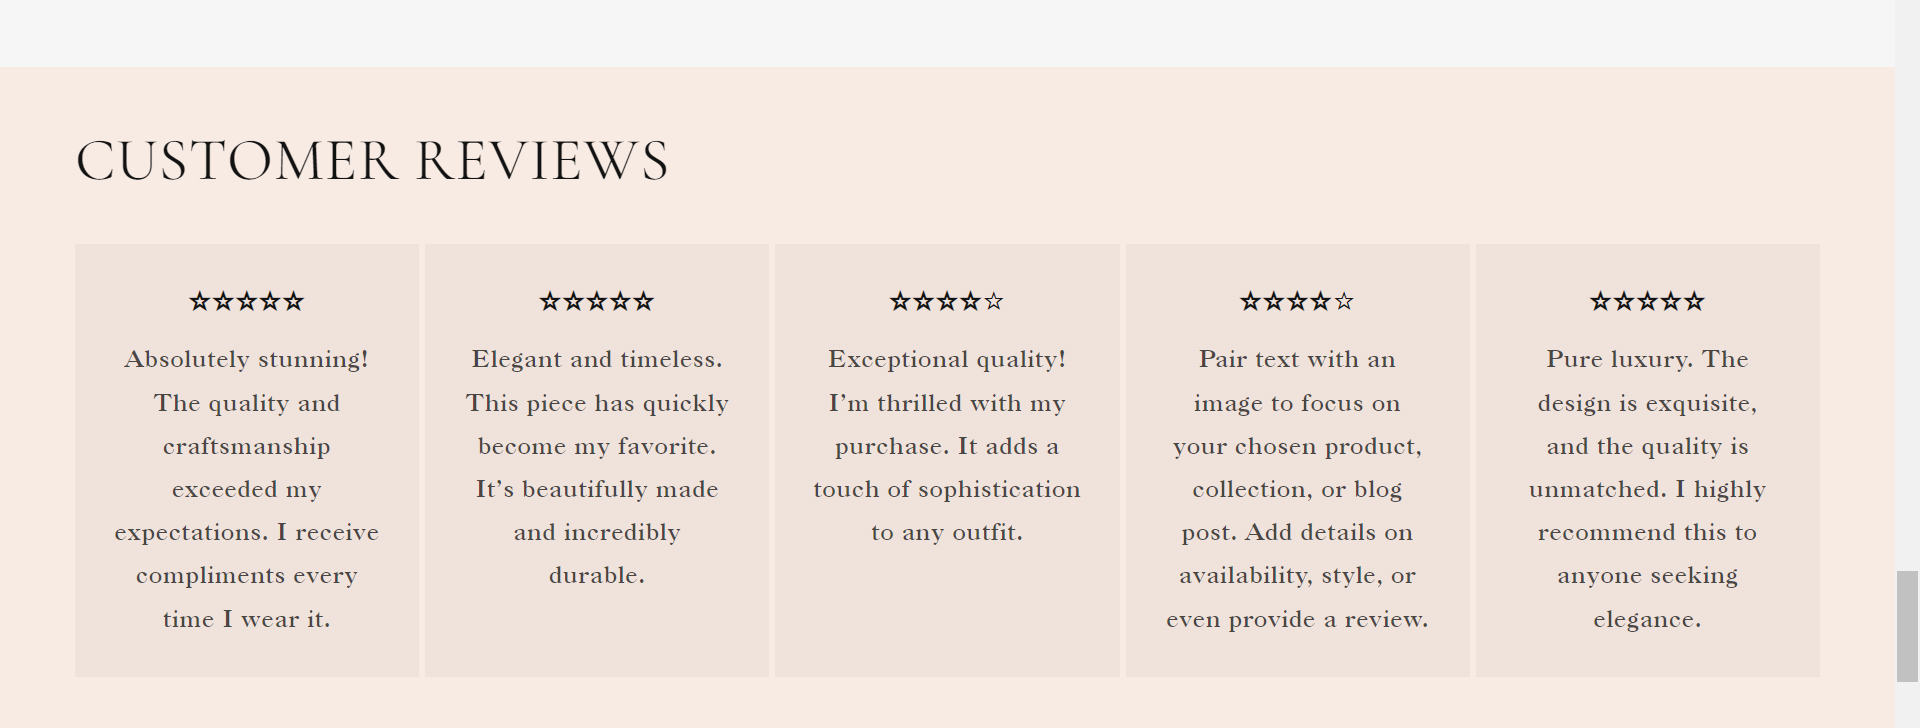 CUSTOMER REVIEWS
☆☆☆☆☆
Absolutely stunning!
The quality and
craftsmanship
exceeded my
expectations. I receive
compliments every
time I wear it.
☆☆☆☆☆
Elegant and timeless.
This piece has quickly
become my favorite.
It’s beautifully made
and incredibly
durable.
☆☆☆☆☆
Exceptional quality!
I’m thrilled with my
purchase. It adds a
touch of sophistication
to any outfit.
☆☆☆☆☆
Pair text with an
image to focus on
your chosen product,
collection, or blog
post. Add details on
availability, style, or
even provide a review.
☆☆☆☆☆
Pure luxury. The
design is exquisite,
and the quality is
unmatched. I highly
recommend this to
anyone seeking
elegance.